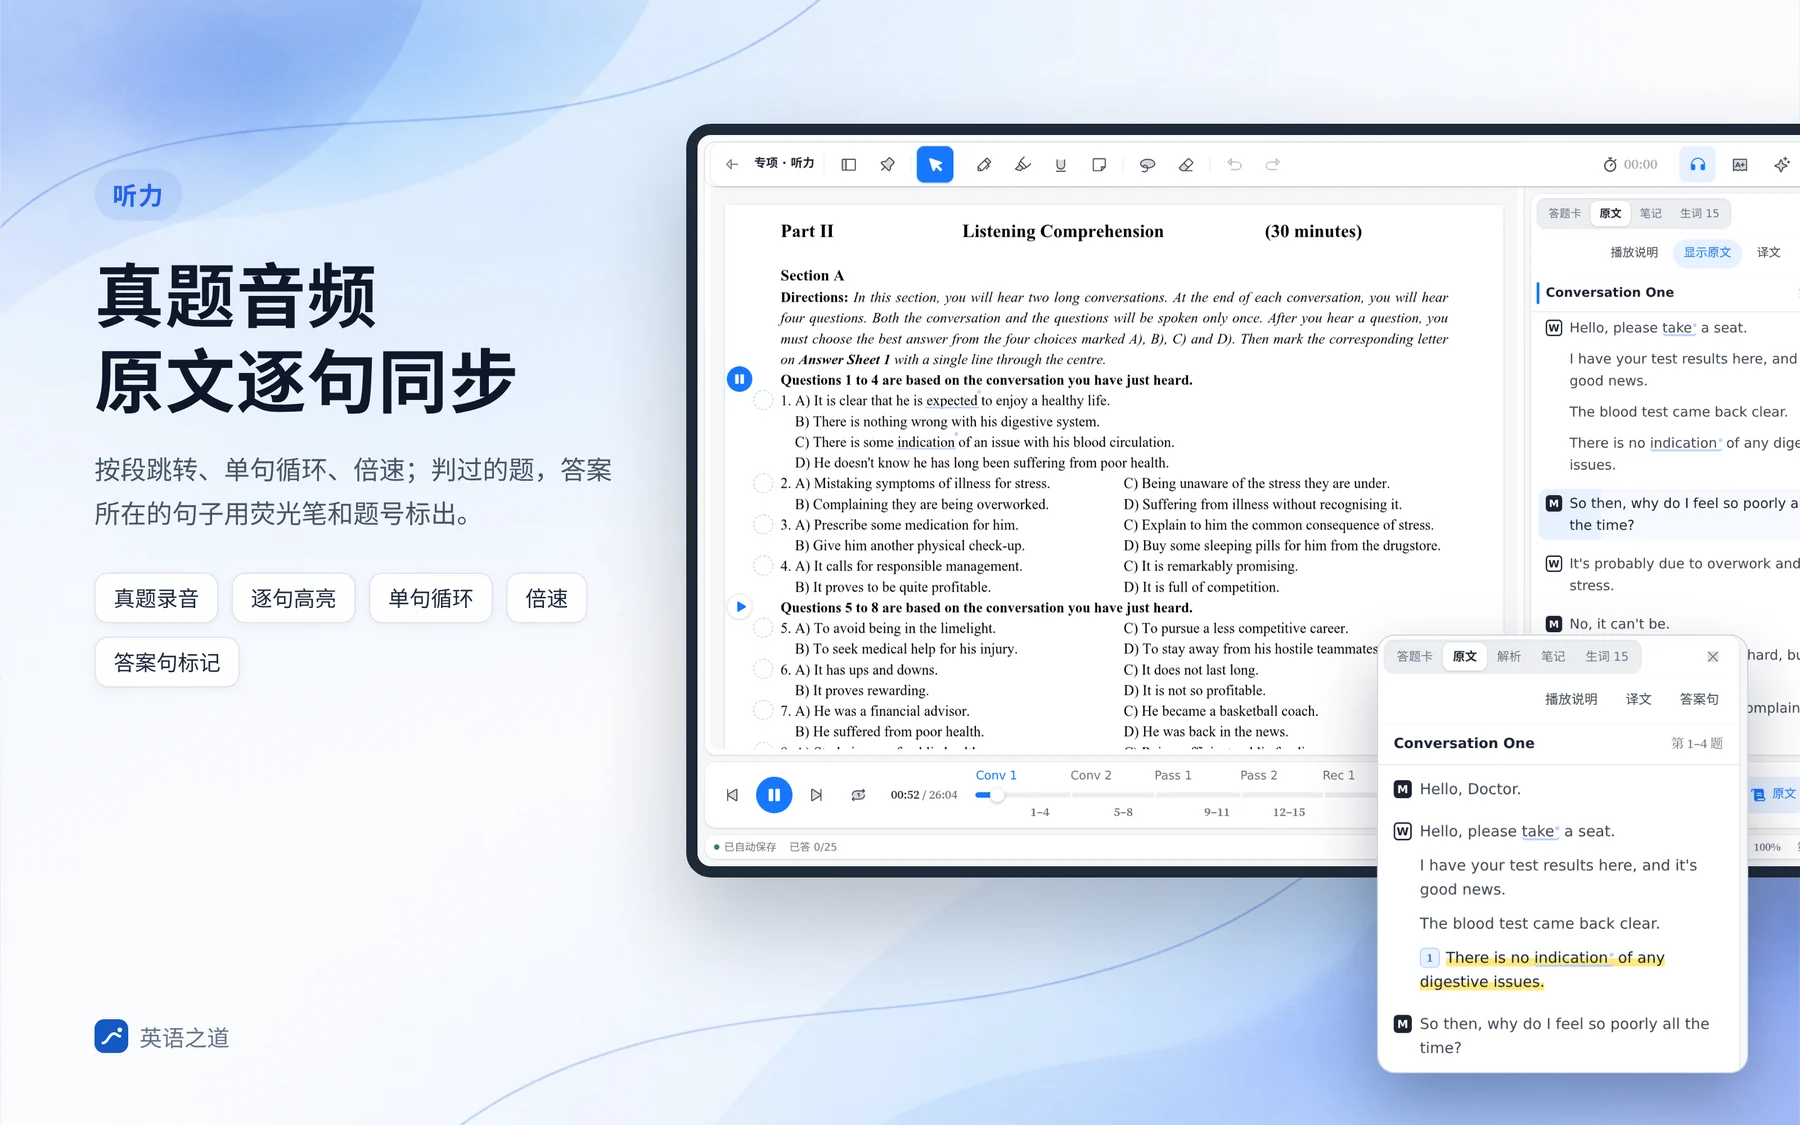 听力
真题音频
原文逐句同步
按段跳转、单句循环、倍速；判过的题，答案
所在的句子用荧光笔和题号标出。
真题录音 逐句高亮 单句循环 倍速
答案句标记
英语之道
专项 · 听力
00:00
Part II Listening Comprehension (30 minutes)
Section A
Directions: In this section, you will hear two long conversations. At the end of each conversation, you will hear
four questions. Both the conversation and the questions will be spoken only once. After you hear a question, you
must choose the best answer from the four choices marked A), B), C) and D). Then mark the corresponding letter
on Answer Sheet 1 with a single line through the centre.
Questions 1 to 4 are based on the conversation you have just heard.
1. A) It is clear that he is expected to enjoy a healthy life.
B) There is nothing wrong with his digestive system.
C) There is some indication of an issue with his blood circulation.
D) He doesn't know he has long been suffering from poor health.
2. A) Mistaking symptoms of illness for stress. C) Being unaware of the stress they are under.
B) Complaining they are being overworked. D) Suffering from illness without recognising it.
3. A) Prescribe some medication for him. C) Explain to him the common consequence of stress.
B) Give him another physical check-up. D) Buy some sleeping pills for him from the drugstore.
4. A) It calls for responsible management. C) It is remarkably promising.
B) It proves to be quite profitable. D) It is full of competition.
Questions 5 to 8 are based on the conversation you have just heard.
5. A) To avoid being in the limelight. C) To pursue a less competitive career.
B) To seek medical help for his injury. D) To stay away from his hostile teammates
6. A) It has ups and downs. C) It does not last long.
B) It proves rewarding. D) It is not so profitable.
7. A) He was a financial advisor. C) He became a basketball coach.
B) He suffered from poor health. D) He was back in the news.
答题卡 原文 笔记 生词 15
播放说明 显示原文 译文
Conversation One
W Hello, please take a seat.
I have your test results here, and
good news.
The blood test came back clear.
There is no indication of any dige
issues.
M So then, why do I feel so poorly a
the time?
W It's probably due to overwork and
stress.
M No, it can't be.
hard, bu
omplain
Conv 1 Conv 2 Pass 1 Pass 2 Rec 1
00:52 / 26:04
1–4 5–8 9–11 12–15
原文
已自动保存 已答 0/25
100%
答题卡 原文 解析 笔记 生词 15
播放说明 译文 答案句
Conversation One 第 1–4 题
M Hello, Doctor.
W Hello, please take a seat.
I have your test results here, and it's
good news.
The blood test came back clear.
1 There is no indication of any
digestive issues.
M So then, why do I feel so poorly all the
time?